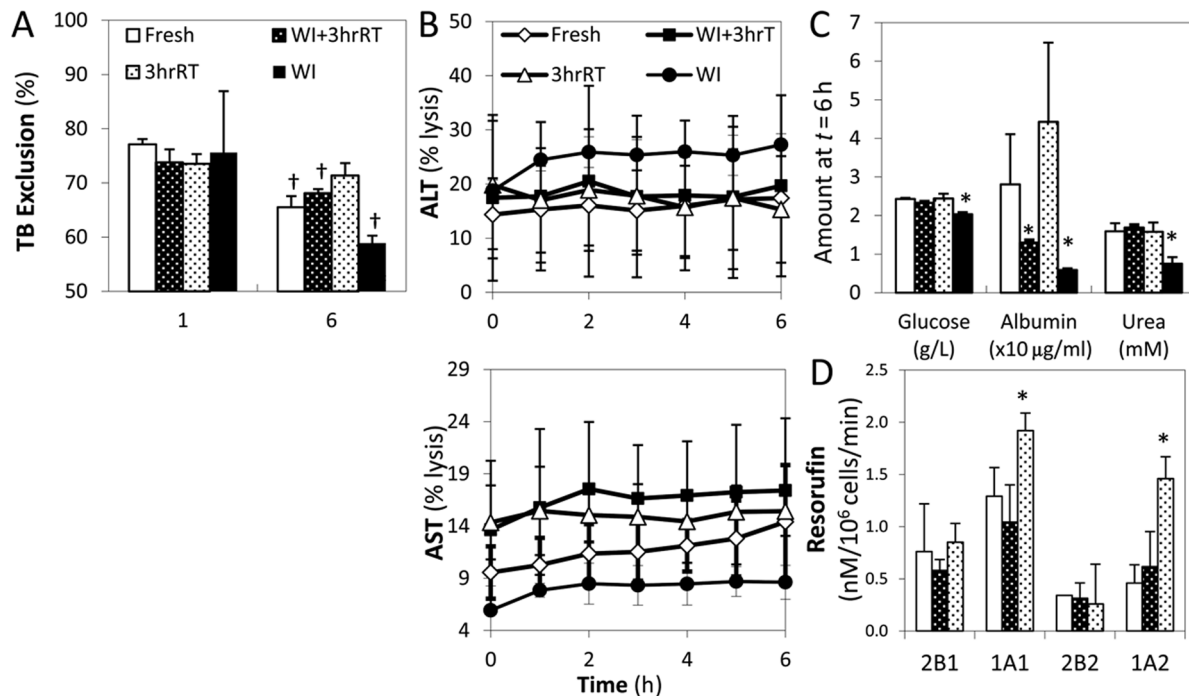 A
TB Exclusion (%)
100
90
80
70
60
50
Fresh
WI+3hrRT
3hrRT
WI
† † †
1 6
B
ALT (% lysis)
50
40
30
20
10
0
Fresh
WI+3hrT
3hrRT
WI
0 2 4 6
C
Amount at t = 6 h
7
6
5
4
3
2
1
0
* * * *
Glucose Albumin Urea
(g/L) (x10 µg/ml) (mM)
AST (% lysis)
29
24
19
14
9
4
0 2 4 6
Time (h)
D
Resorufin
(nM/10⁶ cells/min)
2.5
2.0
1.5
1.0
0.5
0.0
* *
2B1 1A1 2B2 1A2